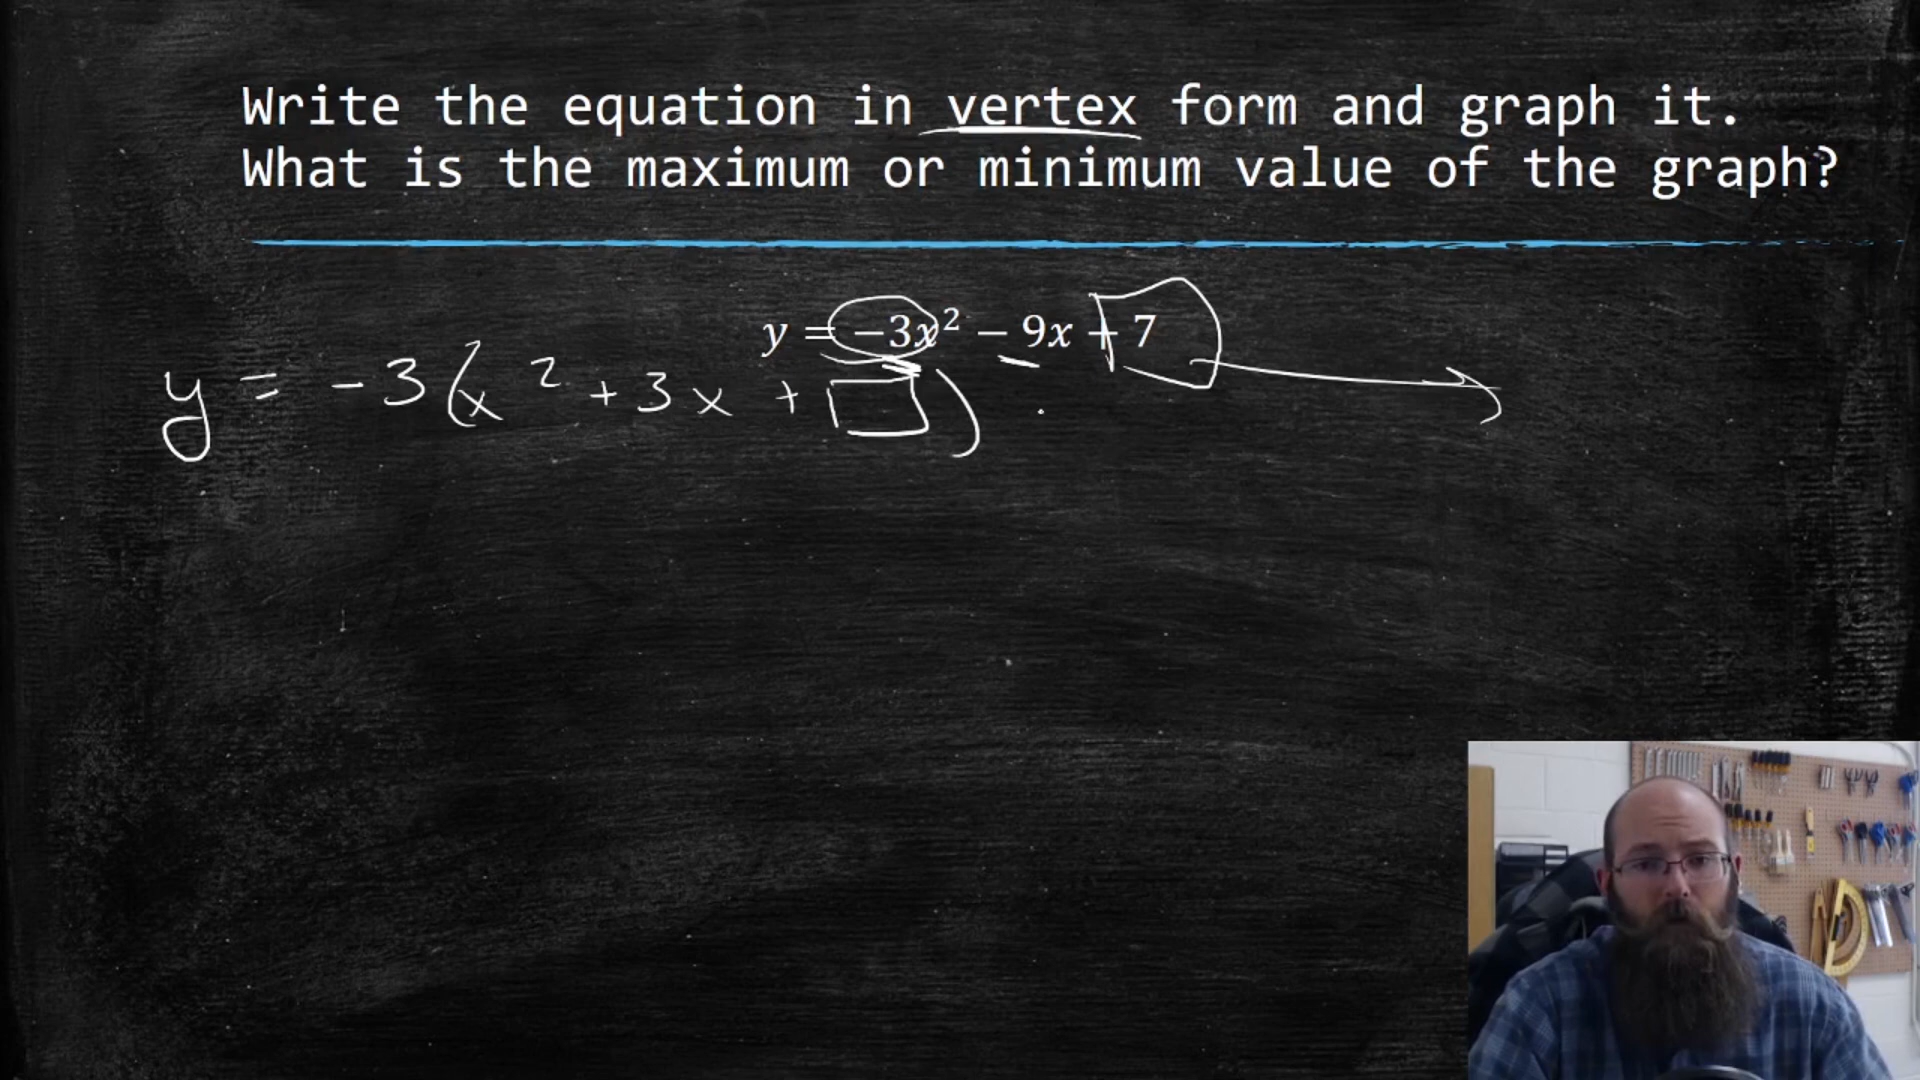 Write the equation in vertex form and graph it.
What is the maximum or minimum value of the graph?
y = −3x² − 9x + 7
y = -3(x² + 3x + □)